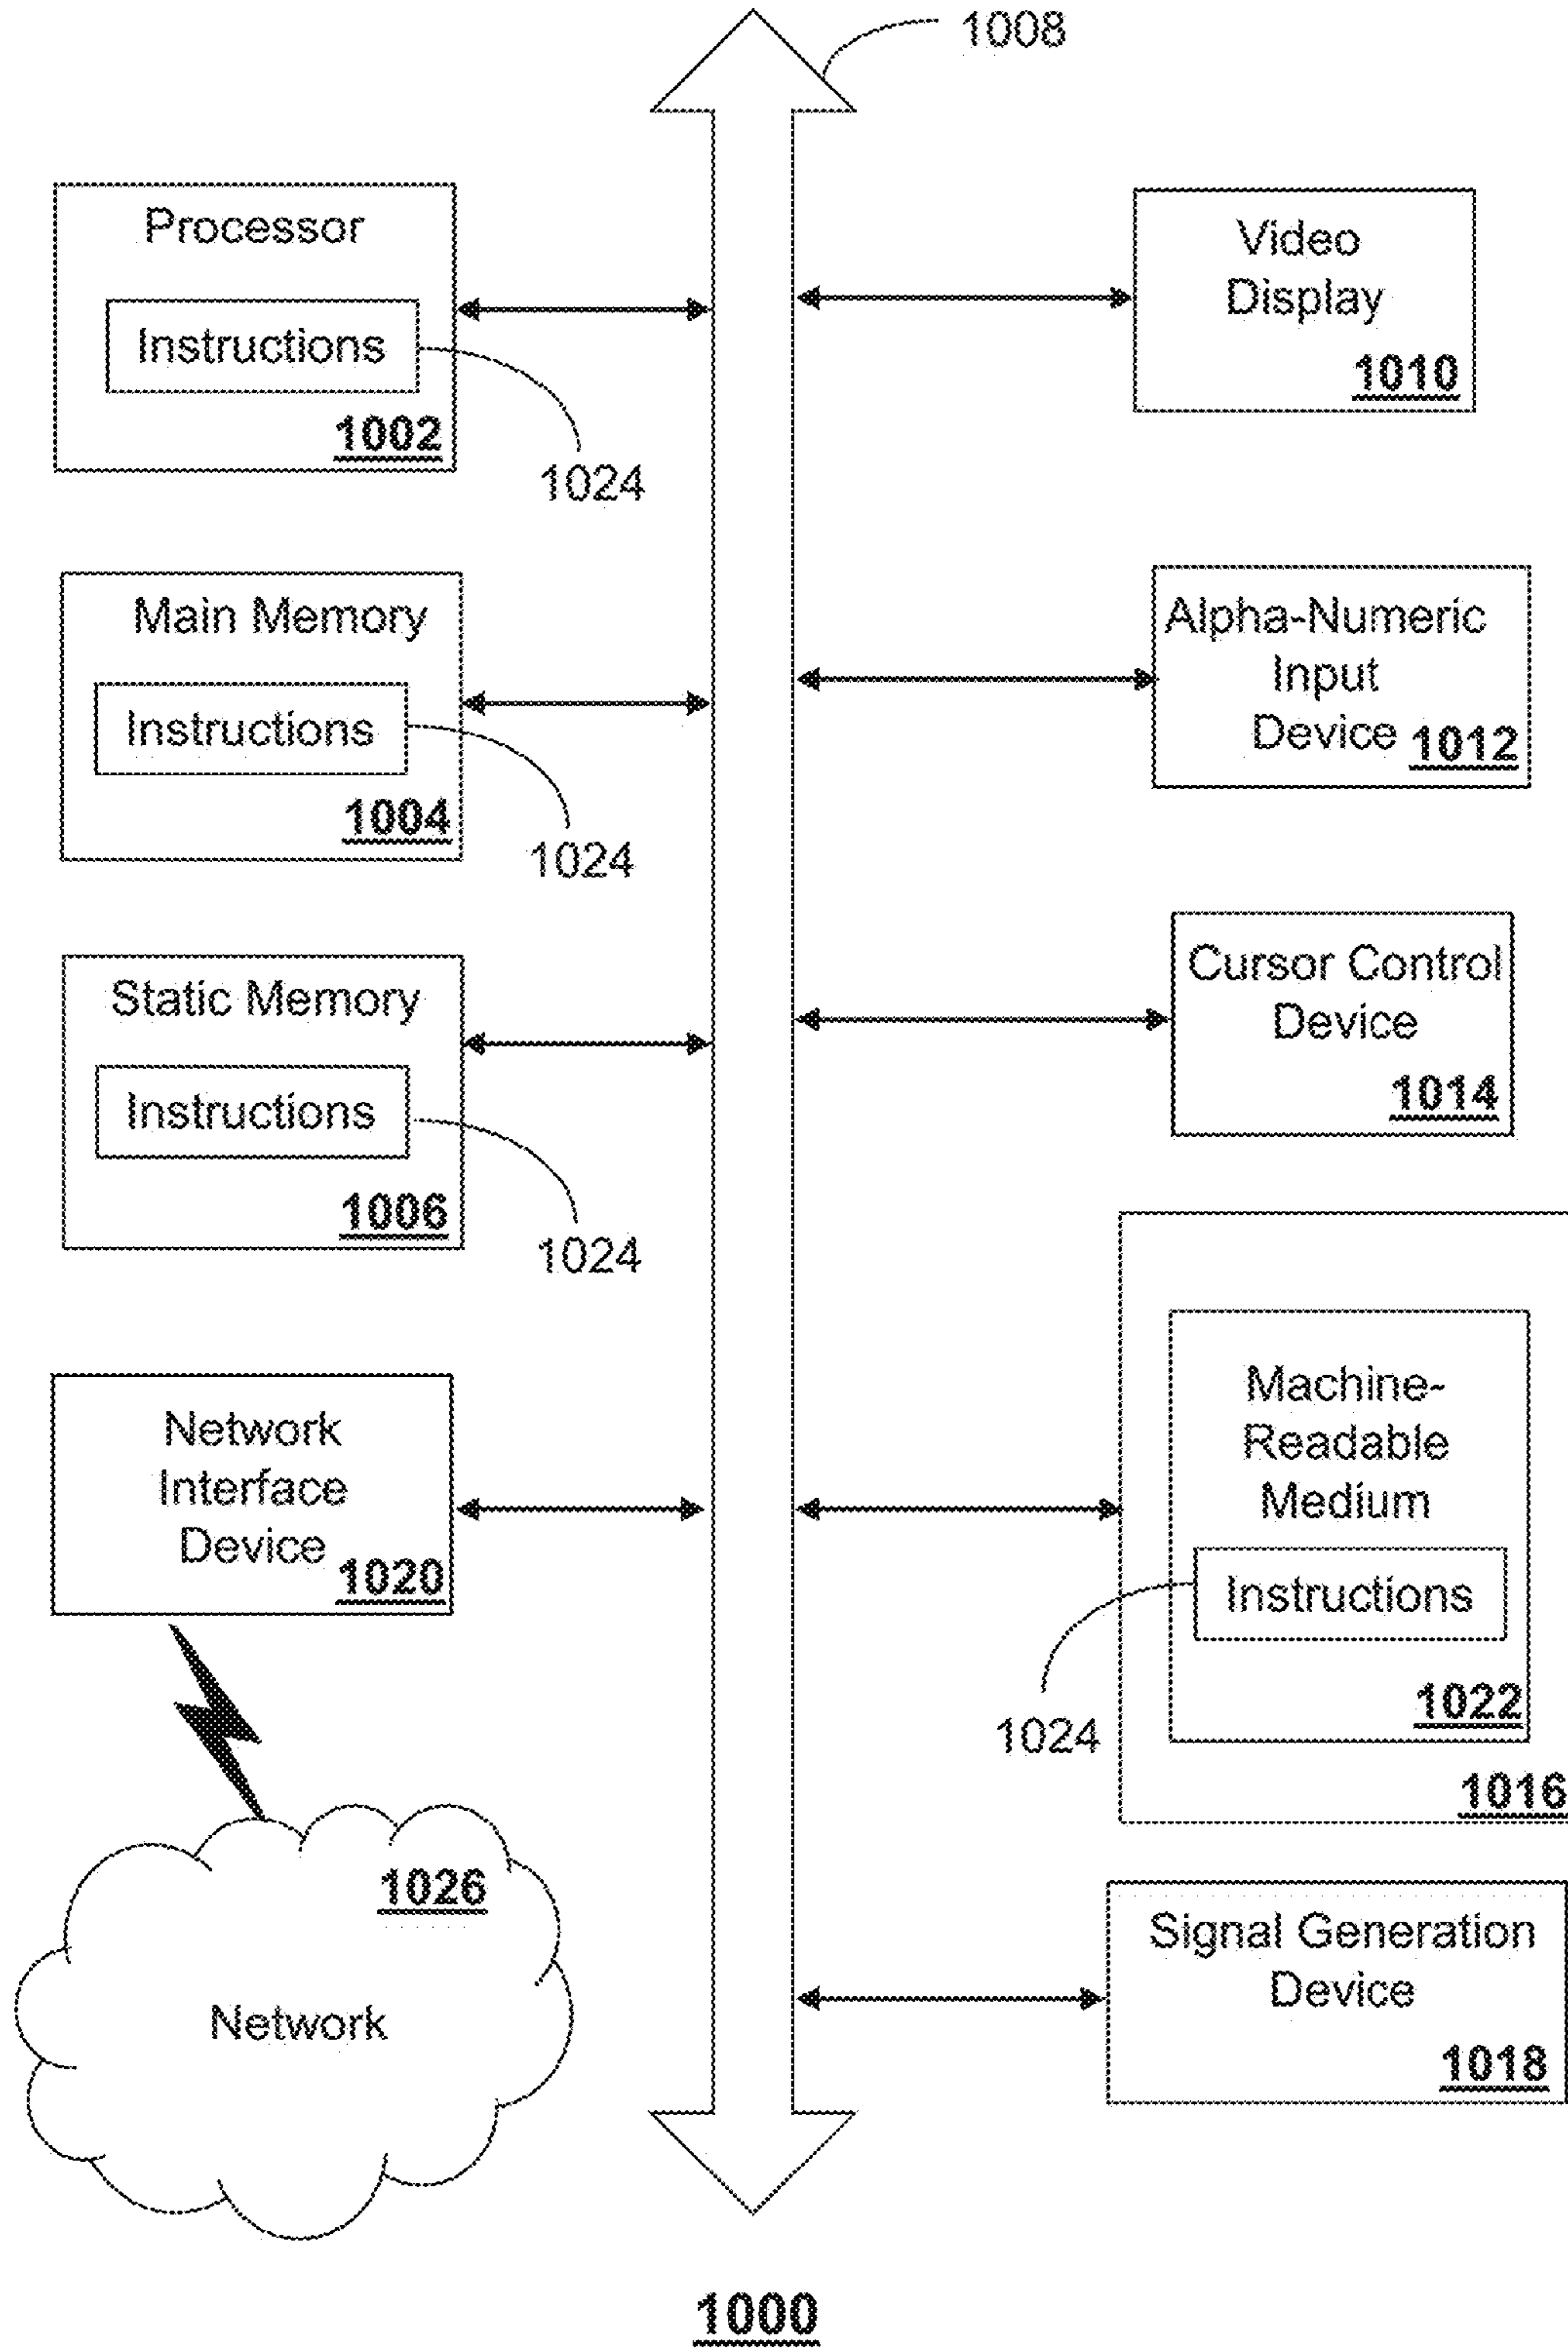 1008
Processor
Instructions
1002
1024
Main Memory
Instructions
1004
1024
Static Memory
Instructions
1006
1024
Network
Interface
Device
1020
1026
Network
Video
Display
1010
Alpha-Numeric
Input
Device 1012
Cursor Control
Device
1014
Machine-
Readable
Medium
Instructions
1024
1022
1016
Signal Generation
Device
1018
1000